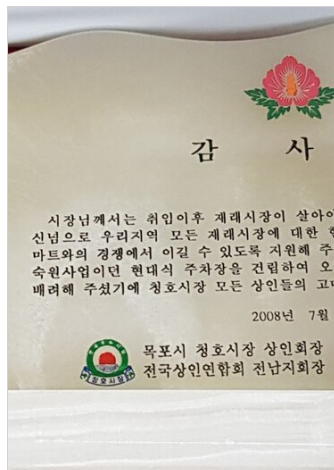 감 사
시장님께서는 취임이후 재래시장이 살아야
신념으로 우리지역 모든 재래시장에 대한
마트와의 경쟁에서 이길 수 있도록 지원해 주
숙원사업이던 현대식 주차장을 건립하여 오
배려해 주셨기에 청호시장 모든 상인들의 고마
2008년 7월
목포시 청호시장 상인회장
전국상인연합회 전남지회장
청호시장